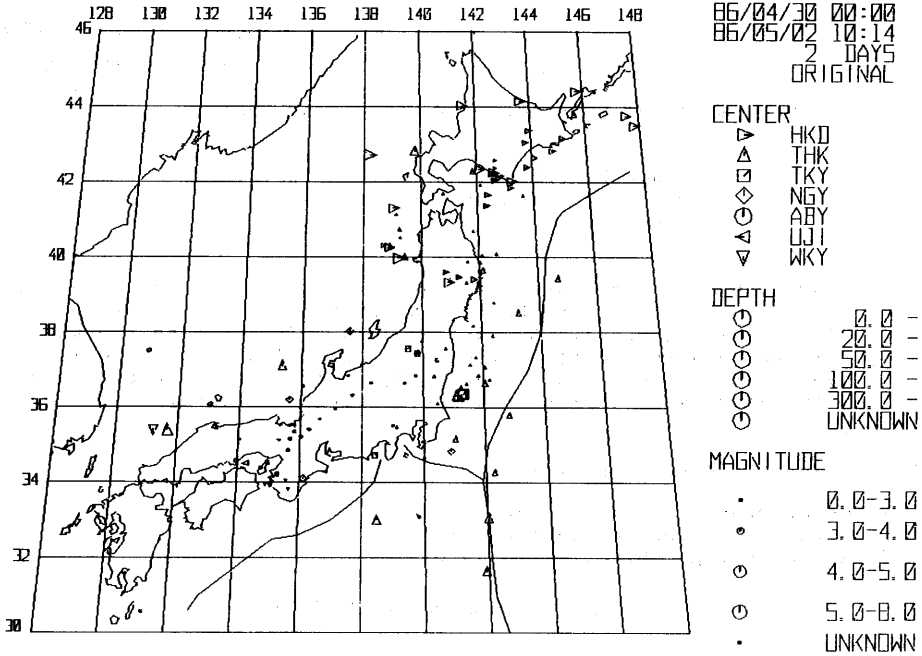 128 130 132 134 136 138 140 142 144 146 148
46
44
42
40
38
36
34
32
30
86/04/30 00:00
86/05/02 10:14
2 DAYS
ORIGINAL
CENTER
HKD
THK
TKY
NGY
ABY
UJI
WKY
DEPTH
0.0 -
20.0 -
50.0 -
100.0 -
300.0 -
UNKNOWN
MAGNITUDE
0.0-3.0
3.0-4.0
4.0-5.0
5.0-8.0
UNKNOWN